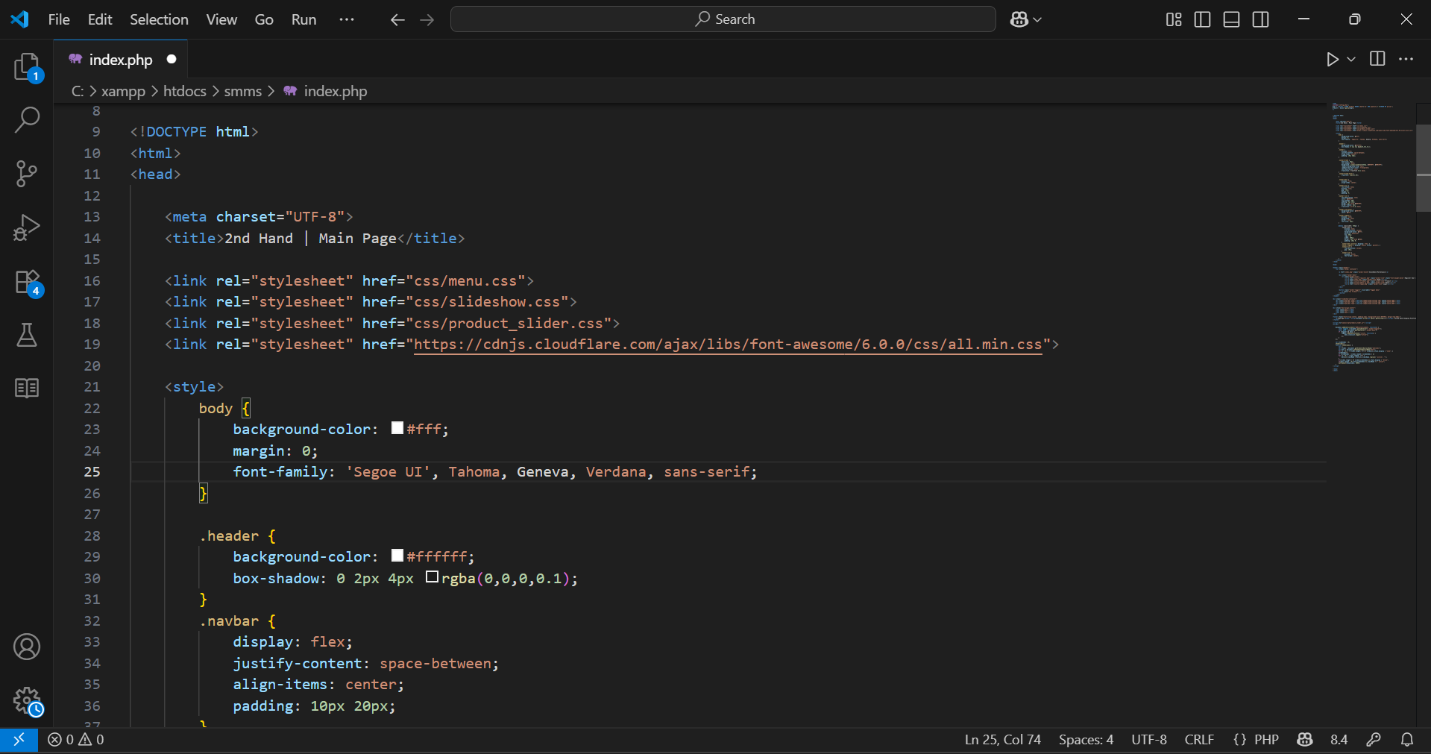 File Edit Selection View Go Run ··· Search
index.php
1
C: > xampp > htdocs > smms > index.php
8
9 <!DOCTYPE html>
10 <html>
11 <head>
12
13 <meta charset="UTF-8">
14 <title>2nd Hand | Main Page</title>
15
16 <link rel="stylesheet" href="css/menu.css">
17 <link rel="stylesheet" href="css/slideshow.css">
18 <link rel="stylesheet" href="css/product_slider.css">
19 <link rel="stylesheet" href="https://cdnjs.cloudflare.com/ajax/libs/font-awesome/6.0.0/css/all.min.css">
20
21 <style>
22 body {
23 background-color: #fff;
24 margin: 0;
25 font-family: 'Segoe UI', Tahoma, Geneva, Verdana, sans-serif;
26 }
27
28 .header {
29 background-color: #ffffff;
30 box-shadow: 0 2px 4px rgba(0,0,0,0.1);
31 }
32 .navbar {
33 display: flex;
34 justify-content: space-between;
35 align-items: center;
36 padding: 10px 20px;
37 }
4
0 0 Ln 25, Col 74 Spaces: 4 UTF-8 CRLF {} PHP 8.4